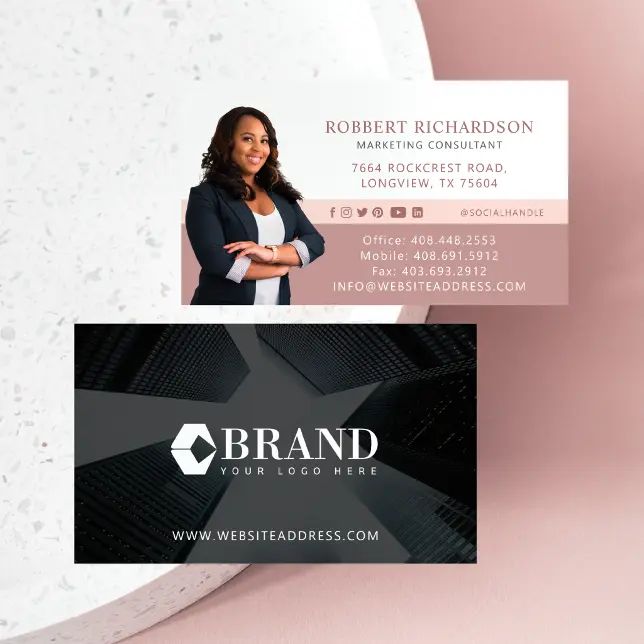 ROBBERT RICHARDSON
MARKETING CONSULTANT
7664 ROCKCREST ROAD,
LONGVIEW, TX 75604
@SOCIALHANDLE
Office: 408.448.2553
Mobile: 408.691.5912
Fax: 403.693.2912
INFO@WEBSITEADDRESS.COM
BRAND
YOUR LOGO HERE
WWW.WEBSITEADDRESS.COM